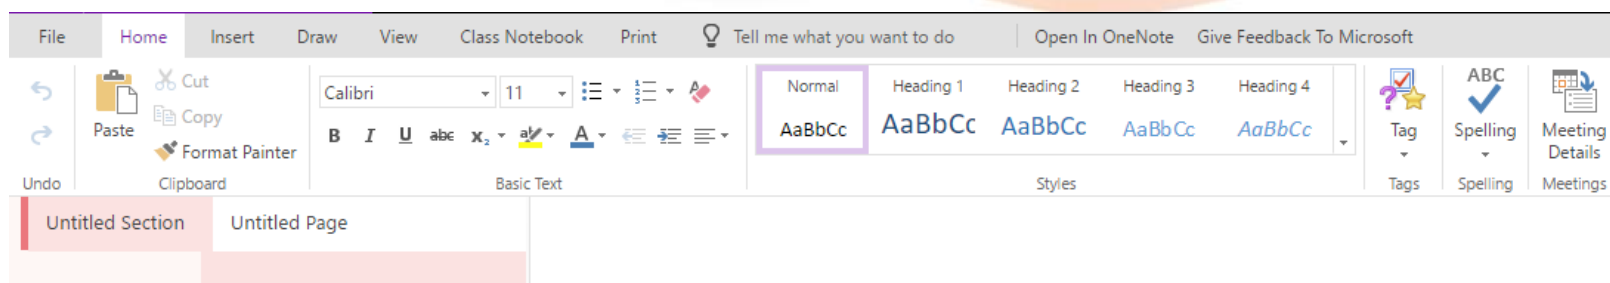 File Home Insert Draw View Class Notebook Print Tell me what you want to do Open In OneNote Give Feedback To Microsoft
Paste
Cut
Copy
Format Painter
Calibri 11
B I U abc x₂ ab A
Normal Heading 1 Heading 2 Heading 3 Heading 4
AaBbCc AaBbCc AaBbCc AaBbCc AaBbCc
Tag
ABC
Spelling
Meeting
Details
Undo Clipboard Basic Text Styles Tags Spelling Meetings
Untitled Section Untitled Page